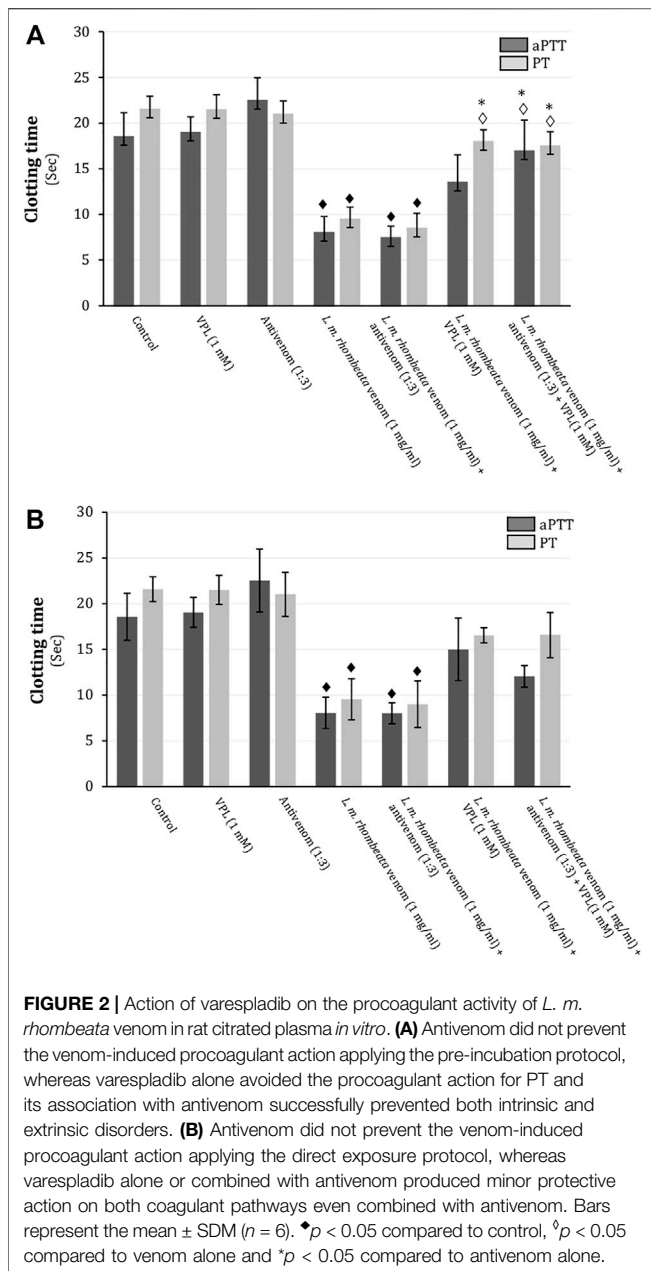 A
aPTT
PT
Clotting time
(Sec)
30
25
20
15
10
5
0
* ◊
* ◊
* ◊
◆
◆
◆
◆
Control
VPL (1 mM)
Antivenom (1:3)
L. m. rhombeata venom (1 mg/ml)
L. m. rhombeata venom (1 mg/ml) +
antivenom (1:3)
L. m. rhombeata venom (1 mg/ml) +
VPL (1 mM)
L. m. rhombeata venom (1 mg/ml) +
antivenom (1:3) + VPL(1 mM)
B
aPTT
PT
Clotting time
(Sec)
30
25
20
15
10
5
0
◆
◆
◆
◆
Control
VPL (1 mM)
Antivenom (1:3)
L. m. rhombeata venom (1 mg/ml)
L. m. rhombeata venom (1 mg/ml) +
antivenom (1:3)
L. m. rhombeata venom (1 mg/ml) +
VPL (1 mM)
L. m. rhombeata venom (1 mg/ml) +
antivenom (1:3) + VPL(1 mM)
FIGURE 2 | Action of varespladib on the procoagulant activity of L. m.
rhombeata venom in rat citrated plasma in vitro. (A) Antivenom did not prevent
the venom-induced procoagulant action applying the pre-incubation protocol,
whereas varespladib alone avoided the procoagulant action for PT and
its association with antivenom successfully prevented both intrinsic and
extrinsic disorders. (B) Antivenom did not prevent the venom-induced
procoagulant action applying the direct exposure protocol, whereas
varespladib alone or combined with antivenom produced minor protective
action on both coagulant pathways even combined with antivenom. Bars
represent the mean ± SDM (n = 6). ◆p < 0.05 compared to control, ◊p < 0.05
compared to venom alone and *p < 0.05 compared to antivenom alone.